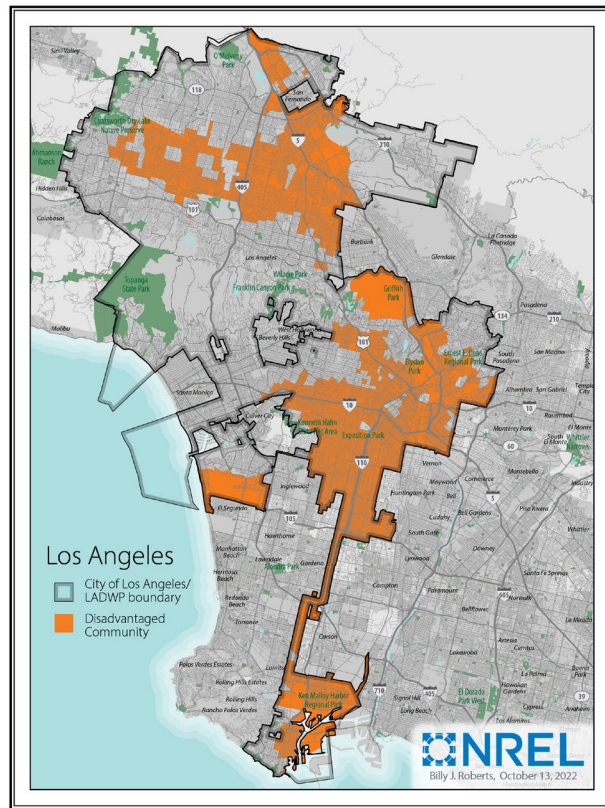 Simi Valley
O'Melveny
Park
118
San
Fernando
Chatsworth Oaks
Nature Preserve
5
210
Ahmanson
Ranch
Hidden Hills
405
Calabasas
101
Burbank
La Canada
Flintridge
Los Angeles
Glendale
Wilacre Park
Topanga
State Park
Franklin Canyon Park
Griffith
Park
Pasadena
134
210
Malibu
West Hollywood
Beverly Hills
101
Ernest E. Debs
Regional Park
South
Pasadena
San Marino
Elysian
Park
Santa Monica
Alhambra
San Gabriel
Temple
City
10
10
Rosemead
Culver City
Kenneth Hahn
Exposition Park
Monterey Park
El Monte
South
El Monte
Whittier
Narrows
60
110
Vernon
Montebello
Commerce
Industry
Inglewood
Huntington Park
Maywood
Bell
5
Cudahy
Bell Gardens
Pico Rivera
El Segundo
105
South Gate
Whittier
Hawthorne
Downey
Los Angeles
Manhattan
Beach
Lynwood
City of Los Angeles/
LADWP boundary
Lawndale
Gardena
Alondra Park
Santa Fe Springs
Hermosa
Beach
Compton
Paramount
605
Norwalk
Disadvantaged
Community
Redondo
Beach
Bellflower
La Mirada
Torrance
Carson
Artesia
Cerritos
Buena
Park
Palos Verdes Estates
Lomita
Lakewood
La Palma
Rolling Hills
Estates
Ken Malloy Harbor
Regional Park
710
405
Signal Hill
Hawaiian
Gardens
Rolling Hills
Long Beach
El Dorado
Park West
Cypress
39
Rancho Palos Verdes
Los Alamitos
Anaheim
NREL
Billy J. Roberts, October 13, 2022